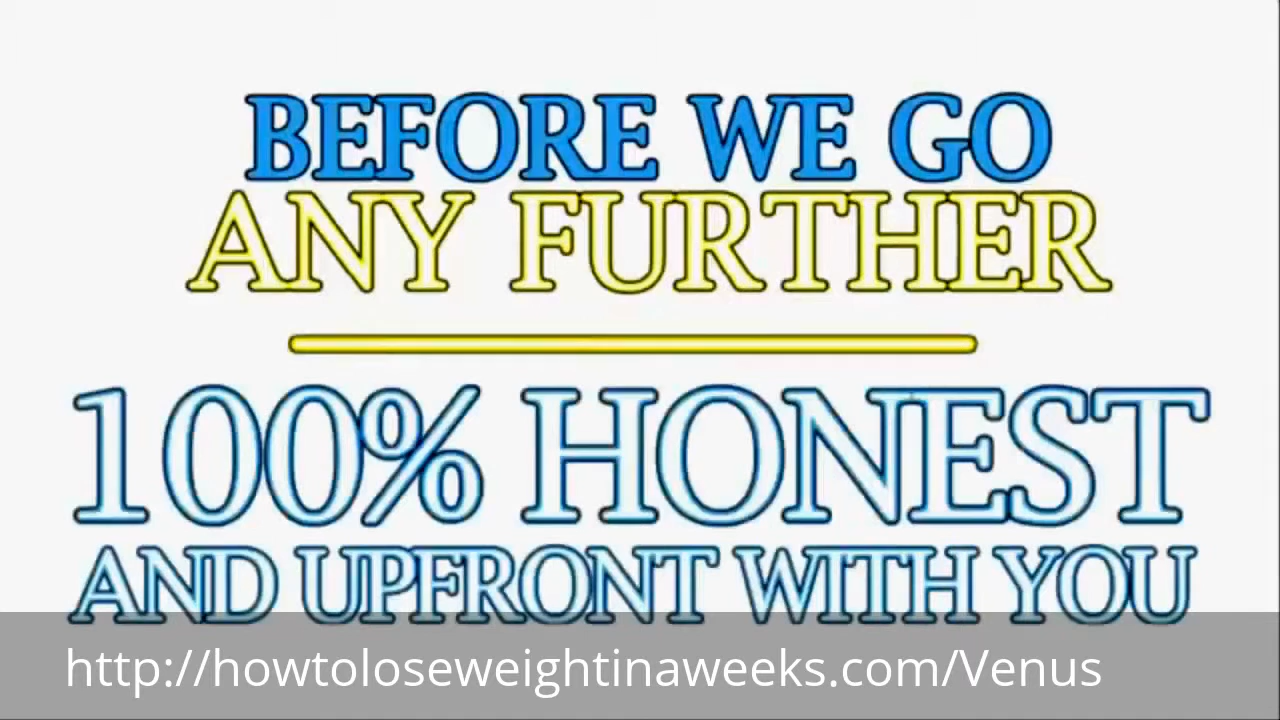 BEFORE WE GO
ANY FURTHER
100% HONEST
AND UPFRONT WITH YOU
http://howtoloseweightinaweeks.com/Venus